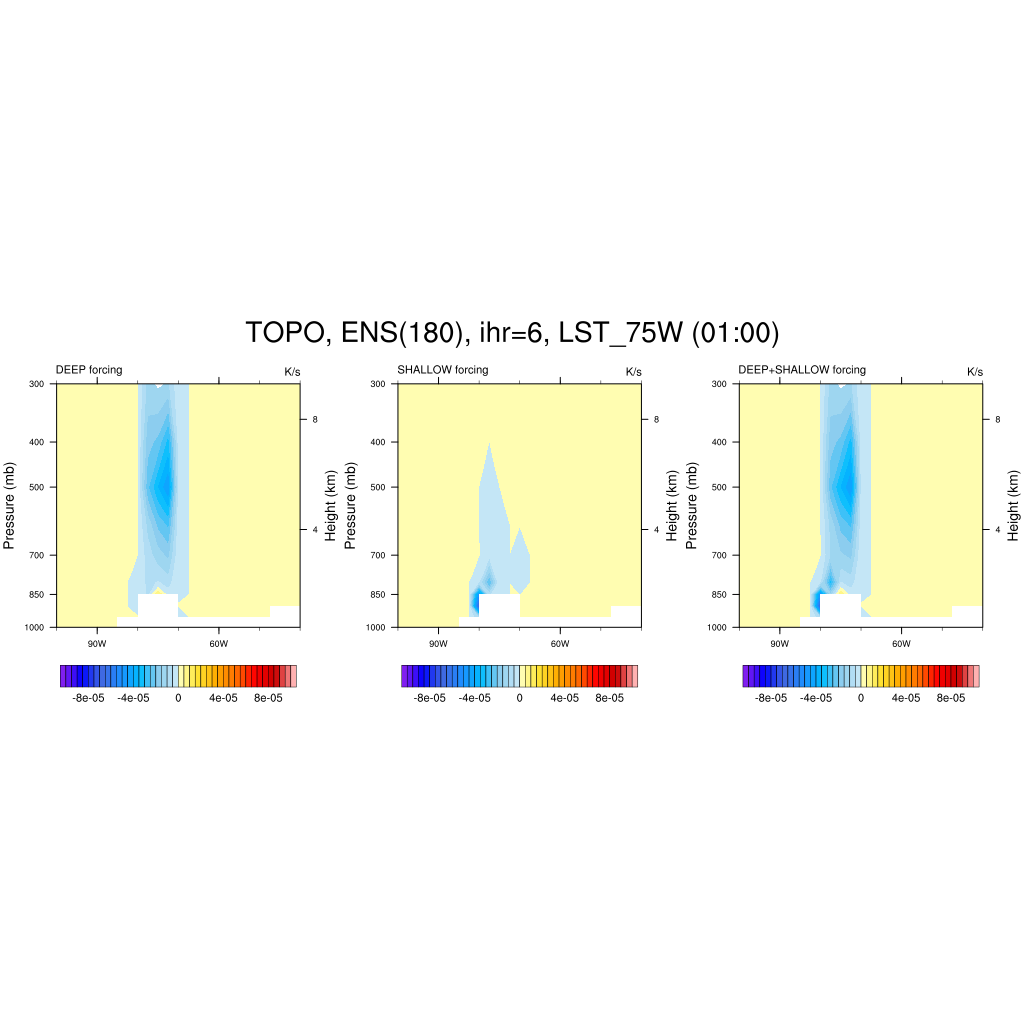 TOPO, ENS(180), ihr=6, LST_75W (01:00)
DEEP forcing K/s
300
400
500
700
850
1000
Pressure (mb)
8
4
Height (km)
90W 60W
-8e-05 -4e-05 0 4e-05 8e-05
SHALLOW forcing K/s
300
400
500
700
850
1000
Pressure (mb)
8
4
Height (km)
90W 60W
-8e-05 -4e-05 0 4e-05 8e-05
DEEP+SHALLOW forcing K/s
300
400
500
700
850
1000
Pressure (mb)
8
4
Height (km)
90W 60W
-8e-05 -4e-05 0 4e-05 8e-05